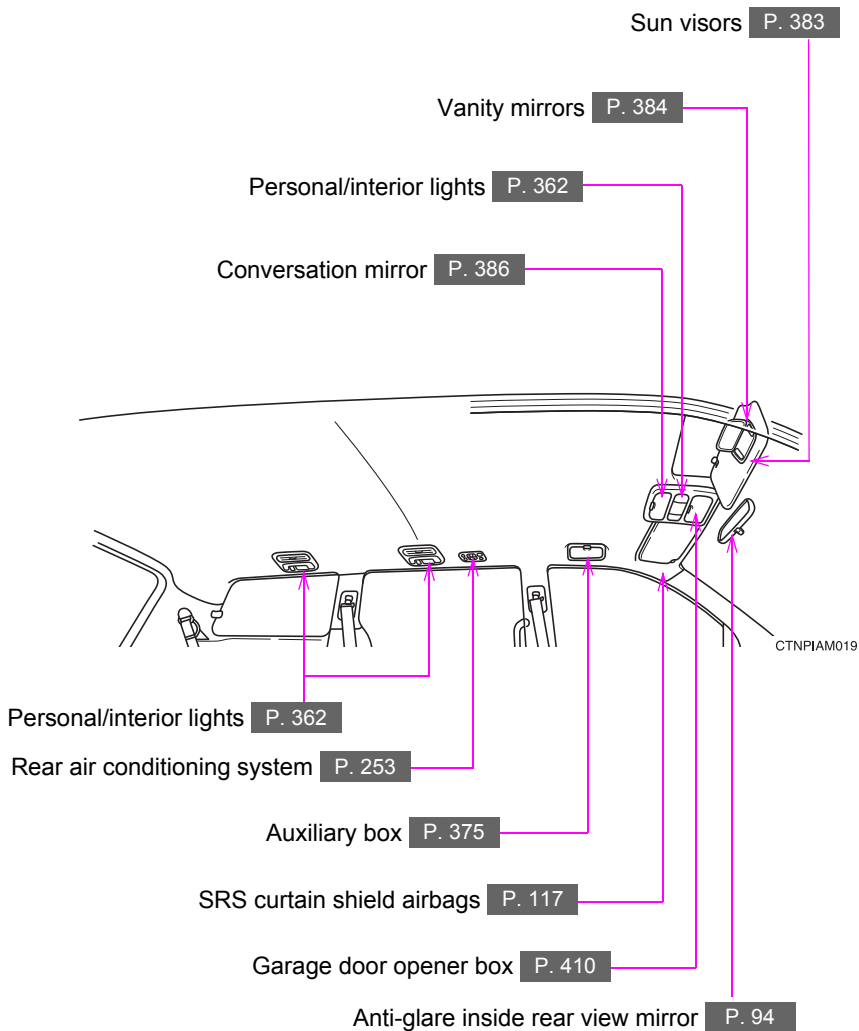 Sun visors P. 383
Vanity mirrors P. 384
Personal/interior lights P. 362
Conversation mirror P. 386
CTNPIAM019
Personal/interior lights P. 362
Rear air conditioning system P. 253
Auxiliary box P. 375
SRS curtain shield airbags P. 117
Garage door opener box P. 410
Anti-glare inside rear view mirror P. 94